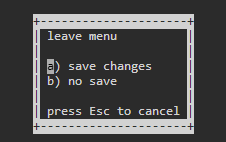 leave menu
a) save changes
b) no save
press Esc to cancel